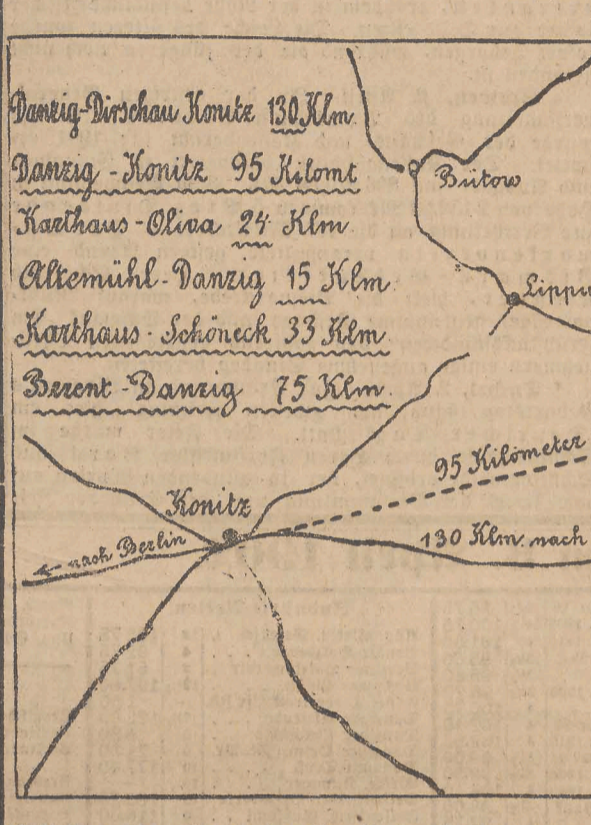 Danzig-Dirschau Konitz 130 Klm
Danzig - Konitz 95 Kilomt
Karthaus - Oliva 24 Klm
Altemühl - Danzig 15 Klm
Karthaus - Schöneck 33 Klm
Berent - Danzig 75 Klm
Bütow
Lippu
95 Kilometer
Konitz
nach Berlin
130 Klm. nach